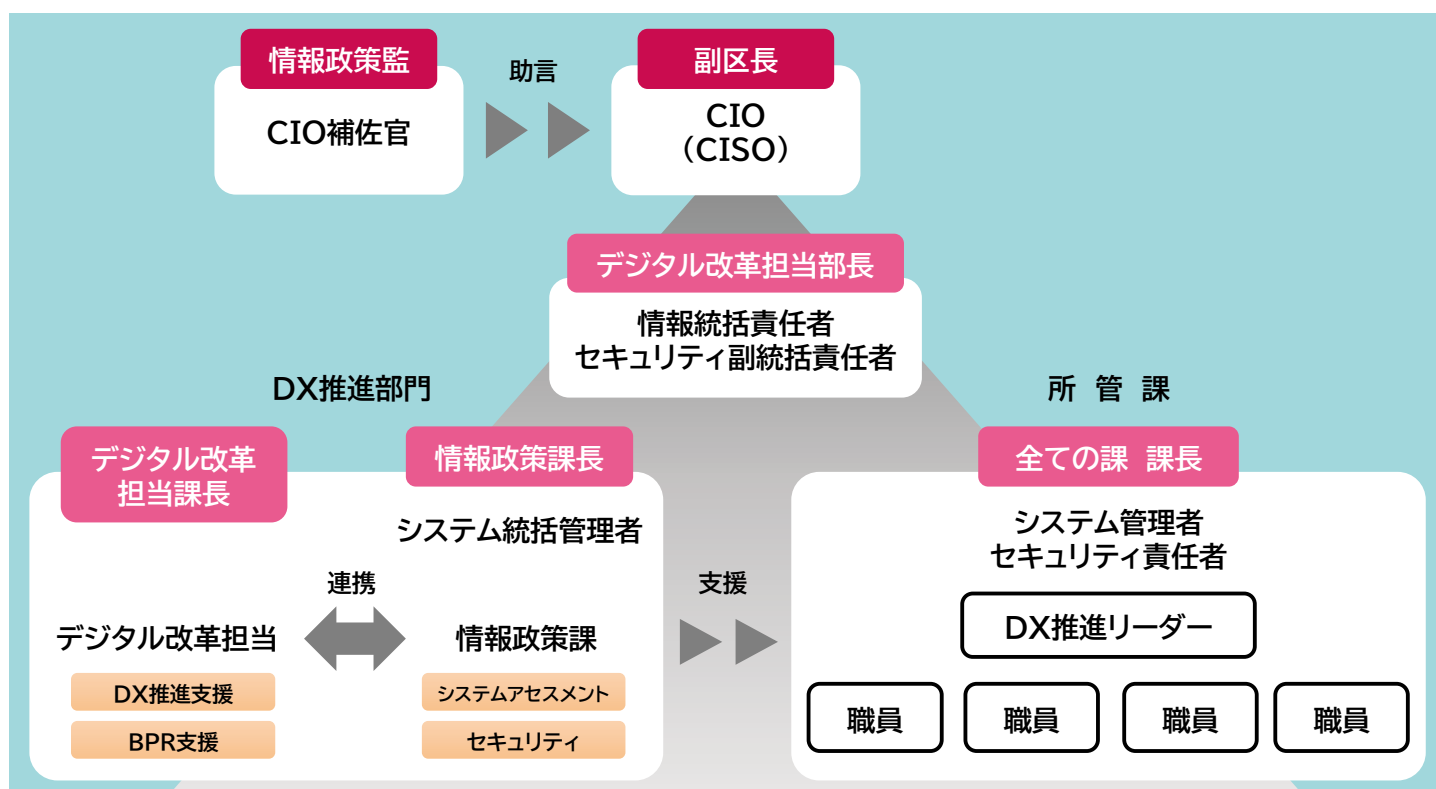 情報政策監
CIO補佐官
助言
副区長
CIO
（CISO）
デジタル改革担当部長
情報統括責任者
セキュリティ副統括責任者
DX推進部門
デジタル改革
担当課長
情報政策課長
システム統括管理者
連携
デジタル改革担当
情報政策課
DX推進支援
BPR支援
システムアセスメント
セキュリティ
支援
所 管 課
全ての課 課長
システム管理者
セキュリティ責任者
DX推進リーダー
職員
職員
職員
職員